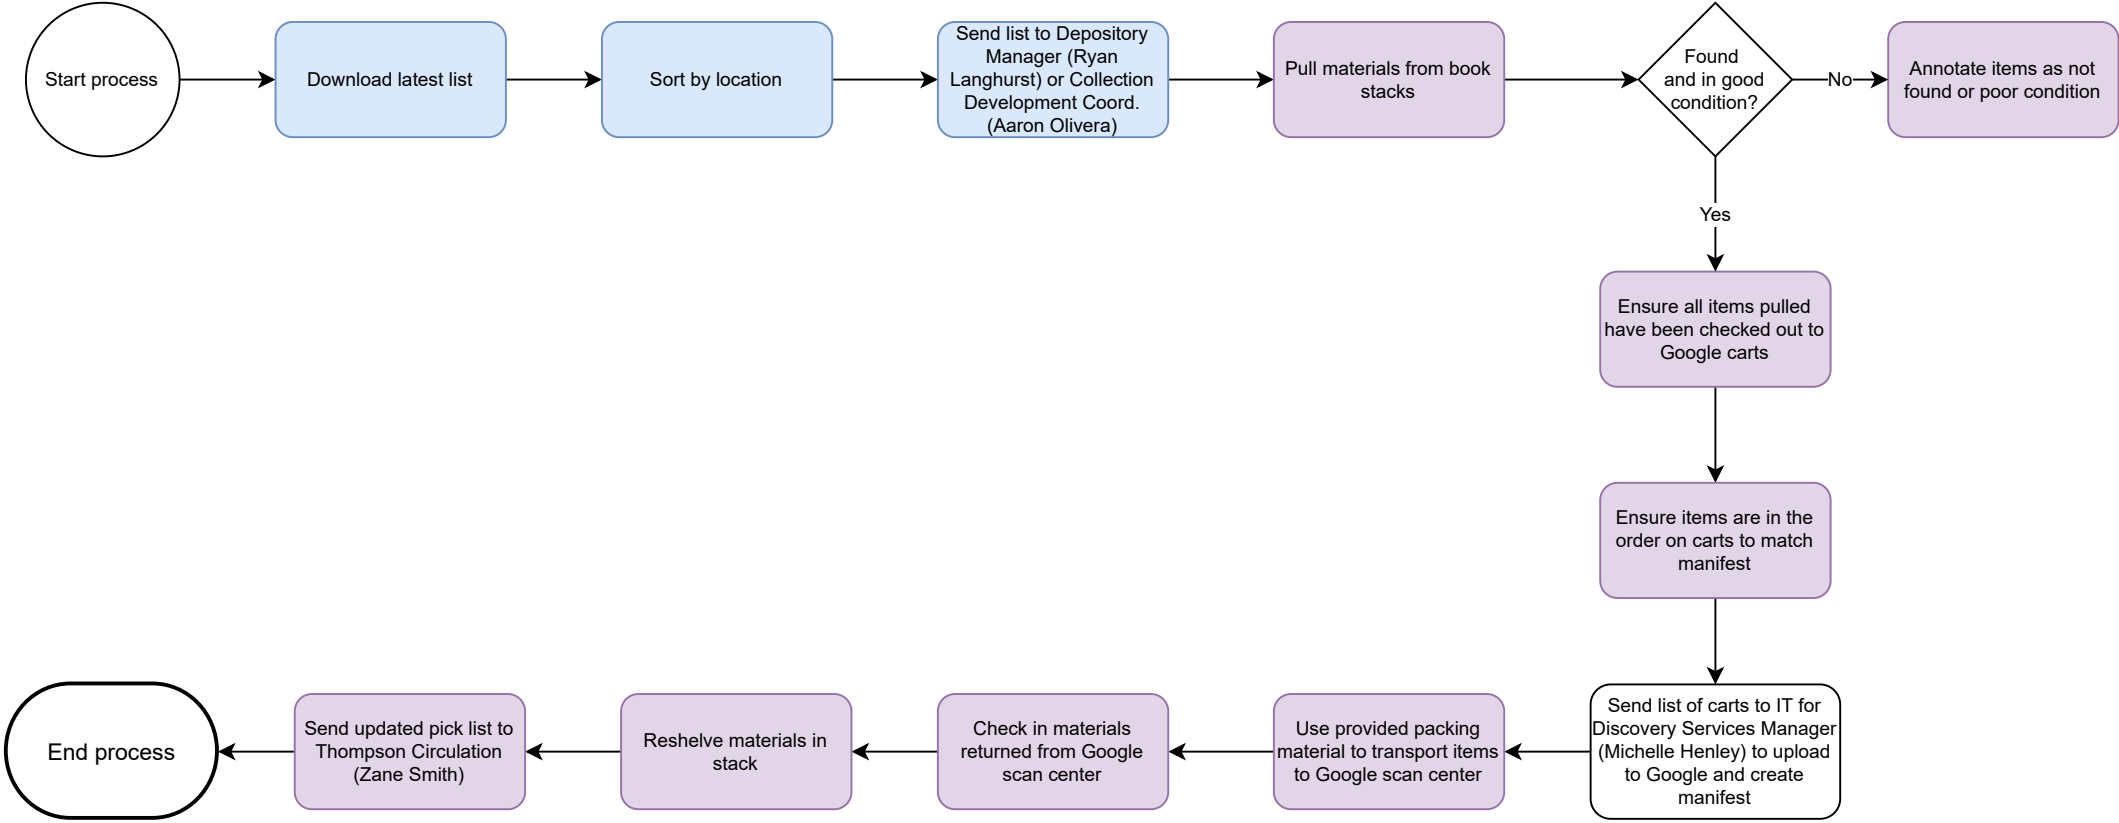 Start process
Download latest list
Sort by location
Send list to Depository
Manager (Ryan
Langhurst) or Collection
Development Coord.
(Aaron Olivera)
Pull materials from book
stacks
Found
and in good
condition?
No
Annotate items as not
found or poor condition
Yes
Ensure all items pulled
have been checked out to
Google carts
Ensure items are in the
order on carts to match
manifest
Send list of carts to IT for
Discovery Services Manager
(Michelle Henley) to upload
to Google and create
manifest
Use provided packing
material to transport items
to Google scan center
Check in materials
returned from Google
scan center
Reshelve materials in
stack
Send updated pick list to
Thompson Circulation
(Zane Smith)
End process